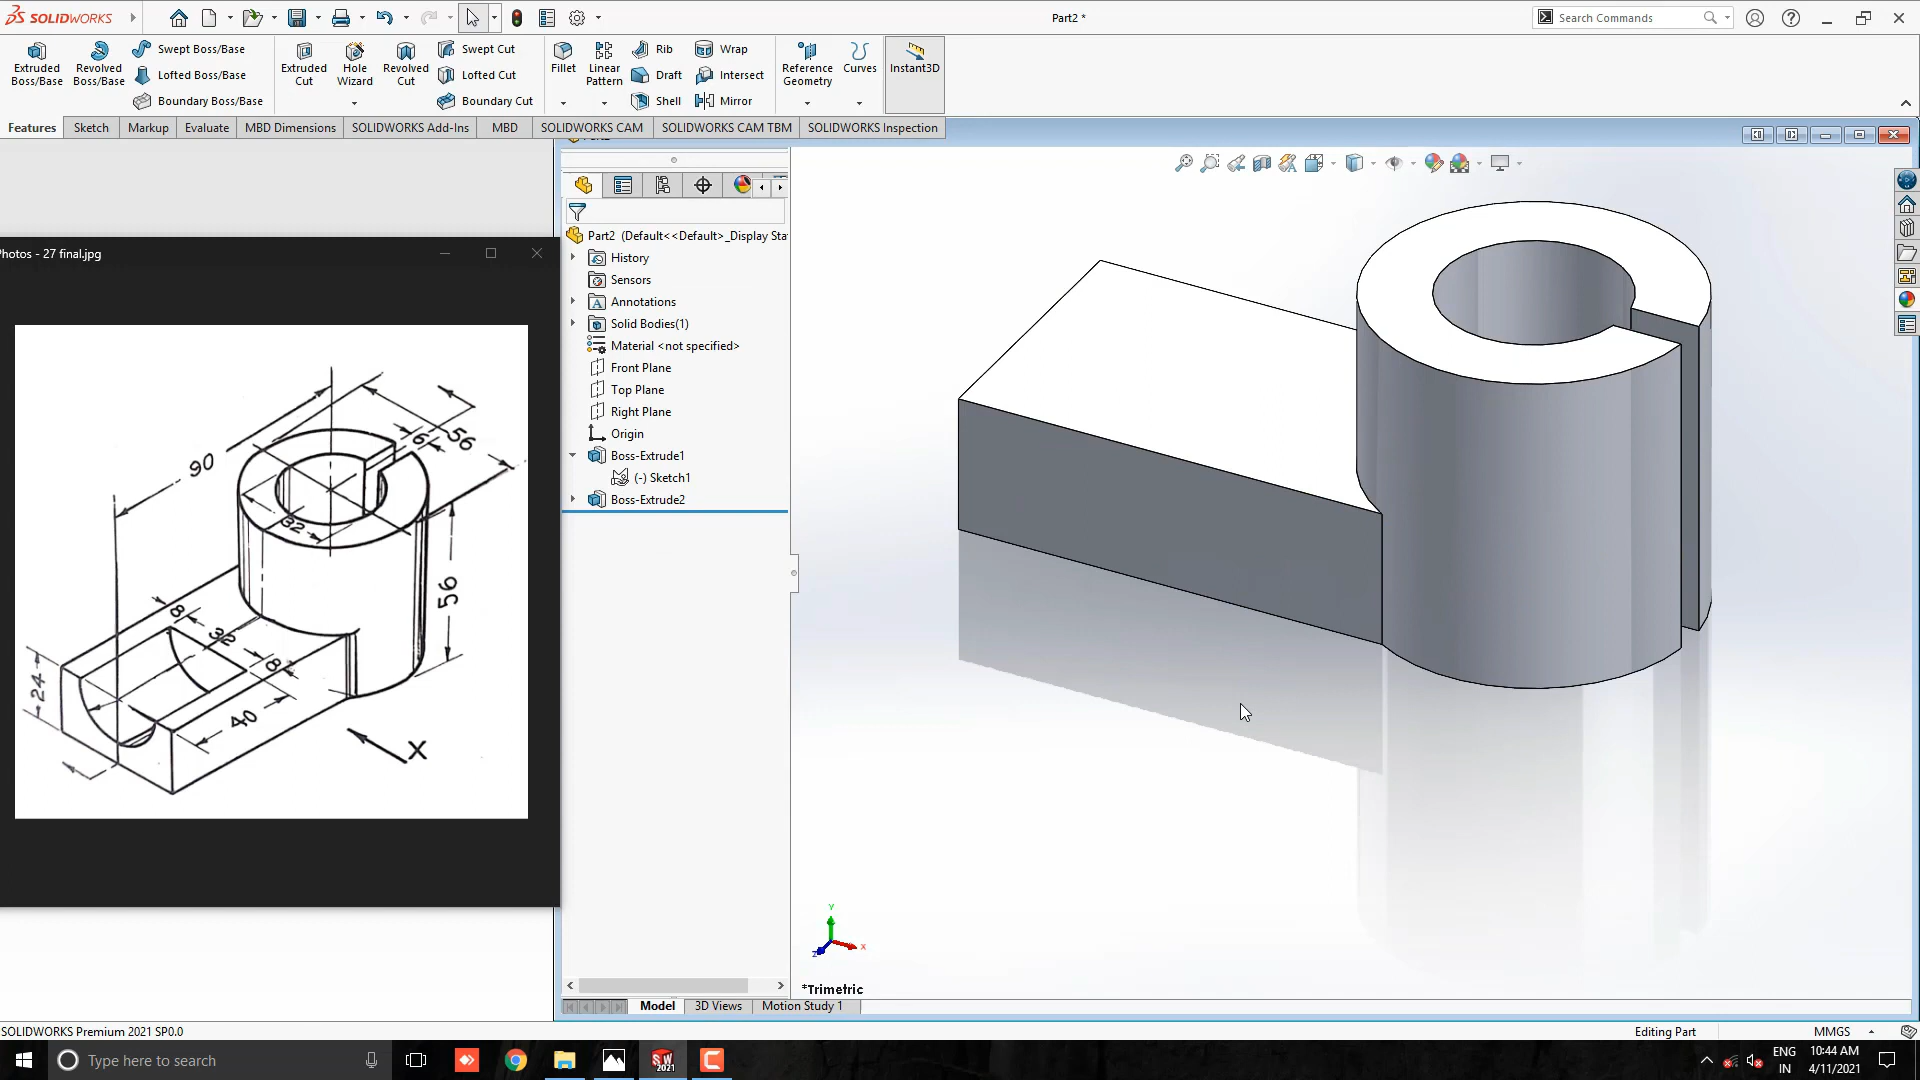 SOLIDWORKS
Part2 *
Search Commands
Extruded Boss/Base
Revolved Boss/Base
Swept Boss/Base
Lofted Boss/Base
Boundary Boss/Base
Extruded Cut
Hole Wizard
Revolved Cut
Swept Cut
Lofted Cut
Boundary Cut
Fillet
Linear Pattern
Rib
Draft
Shell
Wrap
Intersect
Mirror
Reference Geometry
Curves
Instant3D
Features
Sketch
Markup
Evaluate
MBD Dimensions
SOLIDWORKS Add-Ins
MBD
SOLIDWORKS CAM
SOLIDWORKS CAM TBM
SOLIDWORKS Inspection
Photos - 27 final.jpg
90
6
56
32
56
8
32
8
24
40
X
Part2 (Default<<Default>_Display Sta
History
Sensors
Annotations
Solid Bodies(1)
Material <not specified>
Front Plane
Top Plane
Right Plane
Origin
Boss-Extrude1
(-) Sketch1
Boss-Extrude2
Y
X
Z
*Trimetric
Model
3D Views
Motion Study 1
SOLIDWORKS Premium 2021 SP0.0
Editing Part
MMGS
Type here to search
SW
2021
ENG
IN
10:44 AM
4/11/2021